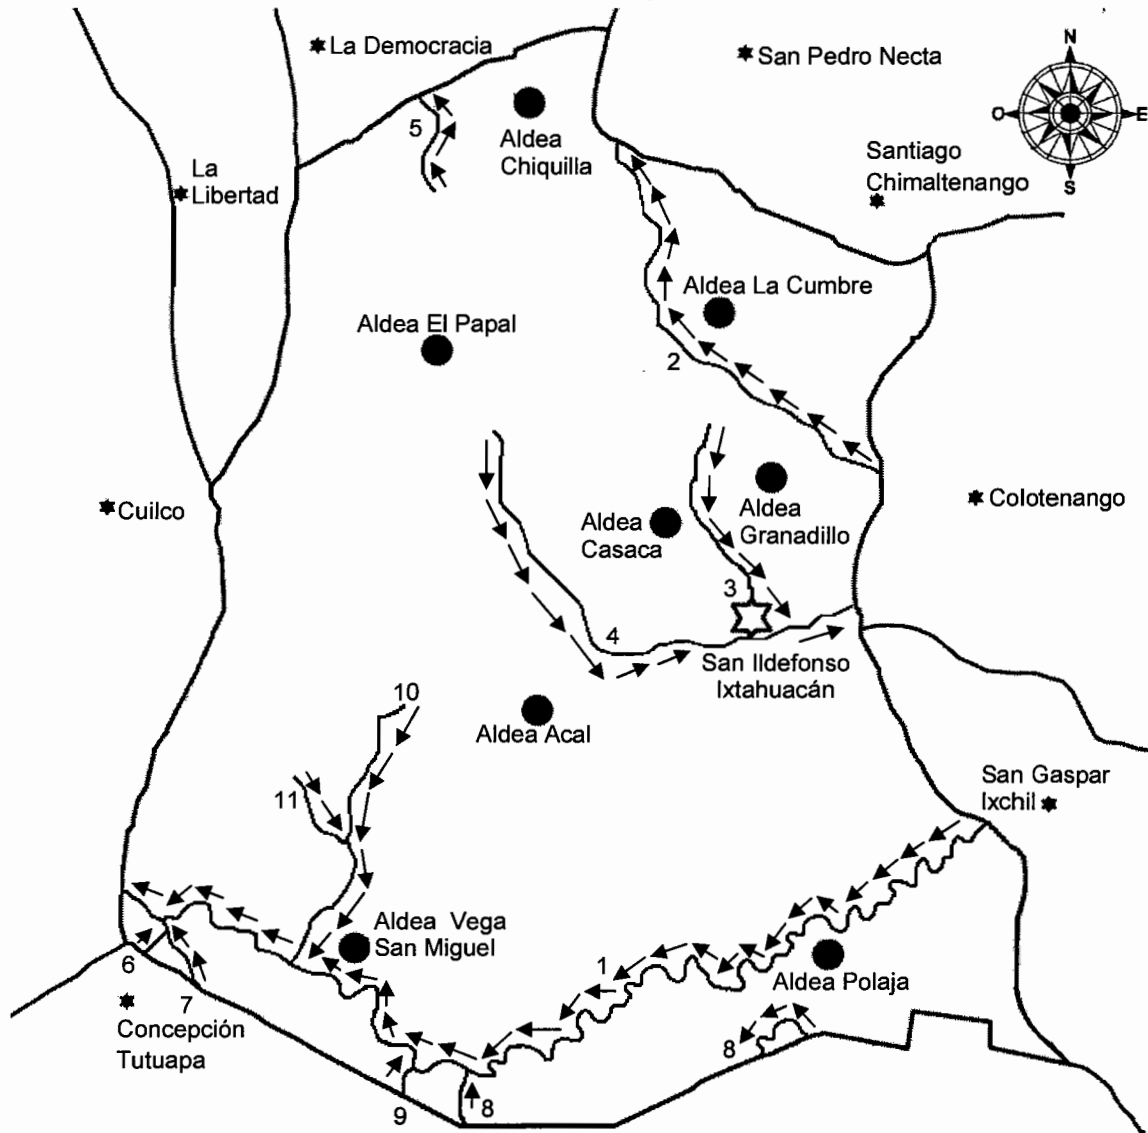 La Democracia
San Pedro Necta
N
O
E
S
5
Aldea
Chiquilla
La
Libertad
Santiago
Chimaltenango
Aldea La Cumbre
Aldea El Papal
2
Cuilco
Aldea
Casaca
Aldea
Granadillo
Colotenango
3
4
San Ildefonso
Ixtahuacán
10
Aldea Acal
11
San Gaspar
Ixchil
Aldea Vega
San Miguel
6
7
1
Aldea Polaja
Concepción
Tutuapa
8
9
8